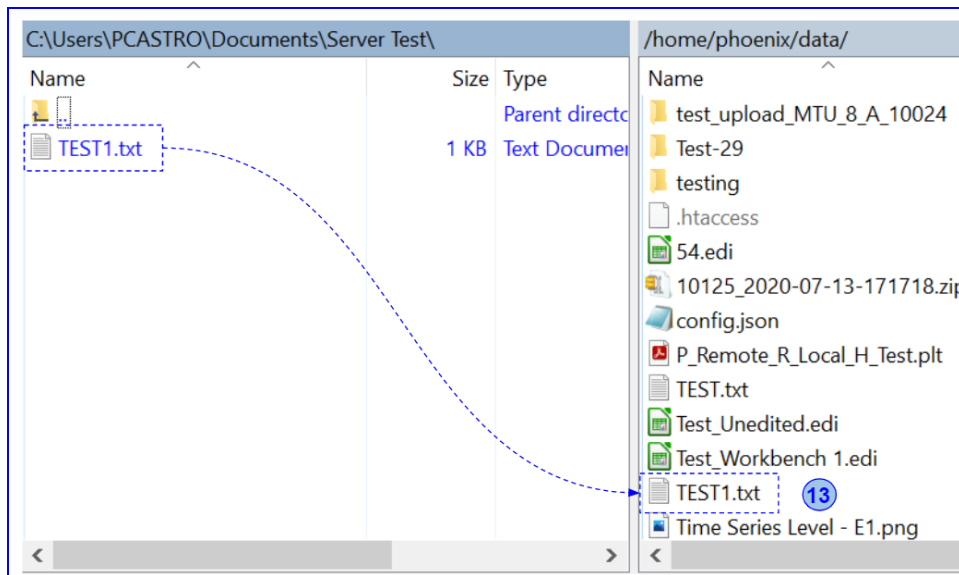 C:\Users\PCASTRO\Documents\Server Test\
Name Size Type
.. Parent directo
TEST1.txt 1 KB Text Documen
/home/phoenix/data/
Name
test_upload_MTU_8_A_10024
Test-29
testing
.htaccess
54.edi
10125_2020-07-13-171718.zip
config.json
P_Remote_R_Local_H_Test.plt
TEST.txt
Test_Unedited.edi
Test_Workbench 1.edi
TEST1.txt 13
Time Series Level - E1.png